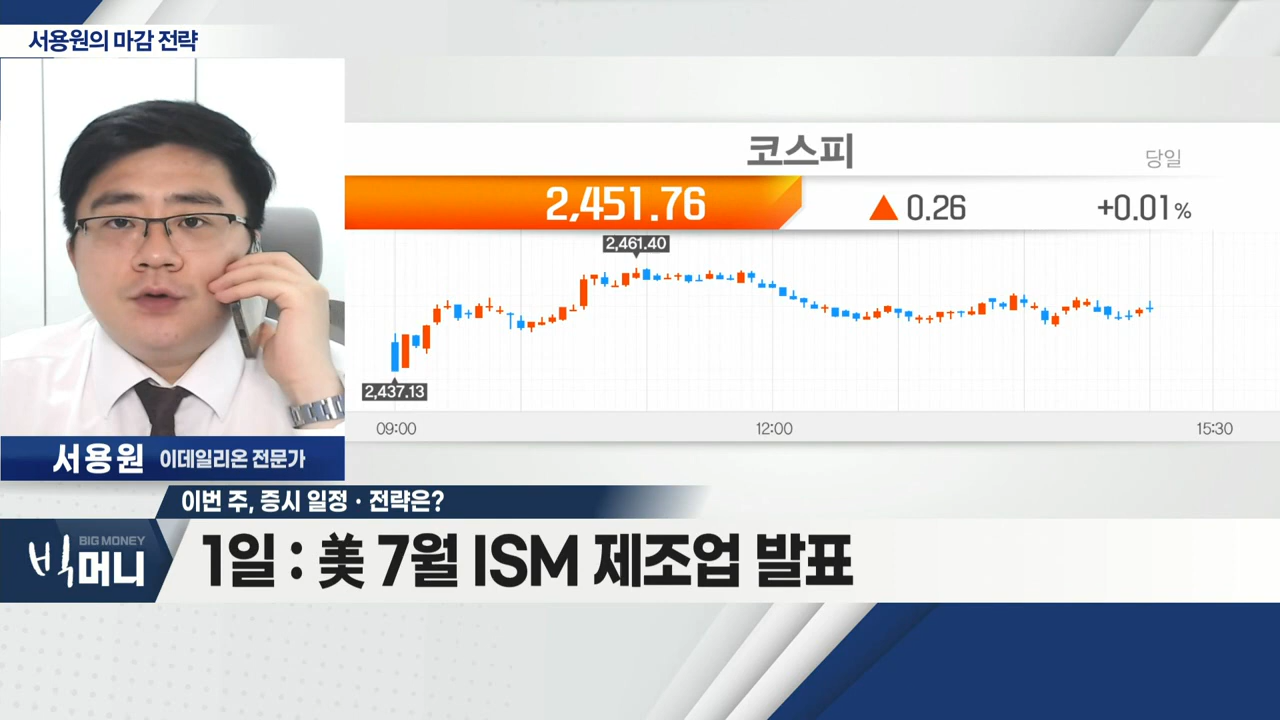 서용원의 마감 전략
코스피
당일
2,451.76
▲ 0.26
+0.01%
2,461.40
2,437.13
09:00
12:00
15:30
서용원 이데일리온 전문가
이번 주, 증시 일정·전략은?
BIG MONEY
빅머니
1일 : 美 7월 ISM 제조업 발표